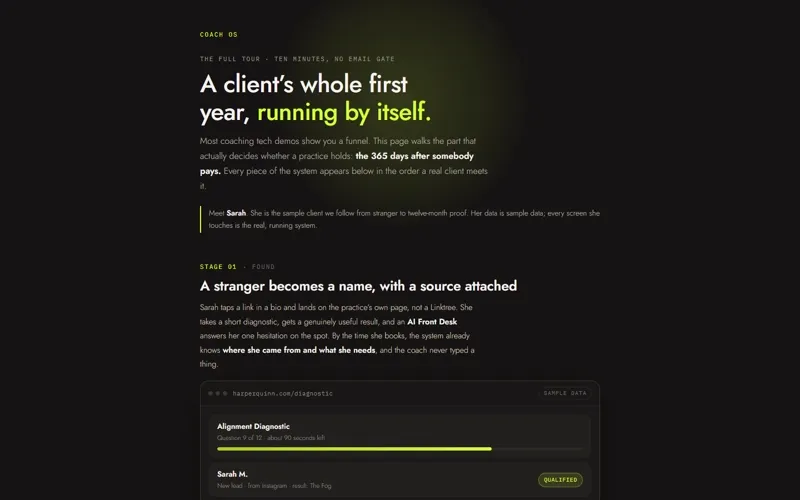 COACH OS
THE FULL TOUR · TEN MINUTES, NO EMAIL GATE
A client's whole first
year, running by itself.
Most coaching tech demos show you a funnel. This page walks the part that
actually decides whether a practice holds: the 365 days after somebody
pays. Every piece of the system appears below in the order a real client meets
it.
Meet Sarah. She is the sample client we follow from stranger to twelve-month proof. Her data is sample data; every screen she
touches is the real, running system.
STAGE 01 · FOUND
A stranger becomes a name, with a source attached
Sarah taps a link in a bio and lands on the practice's own page, not a Linktree. She
takes a short diagnostic, gets a genuinely useful result, and an AI Front Desk
answers her one hesitation on the spot. By the time she books, the system already
knows where she came from and what she needs, and the coach never typed a
thing.
harperquinn.com/diagnostic
SAMPLE DATA
Alignment Diagnostic
Question 9 of 12 · about 90 seconds left
Sarah M.
New lead · from Instagram · result: The Fog
QUALIFIED